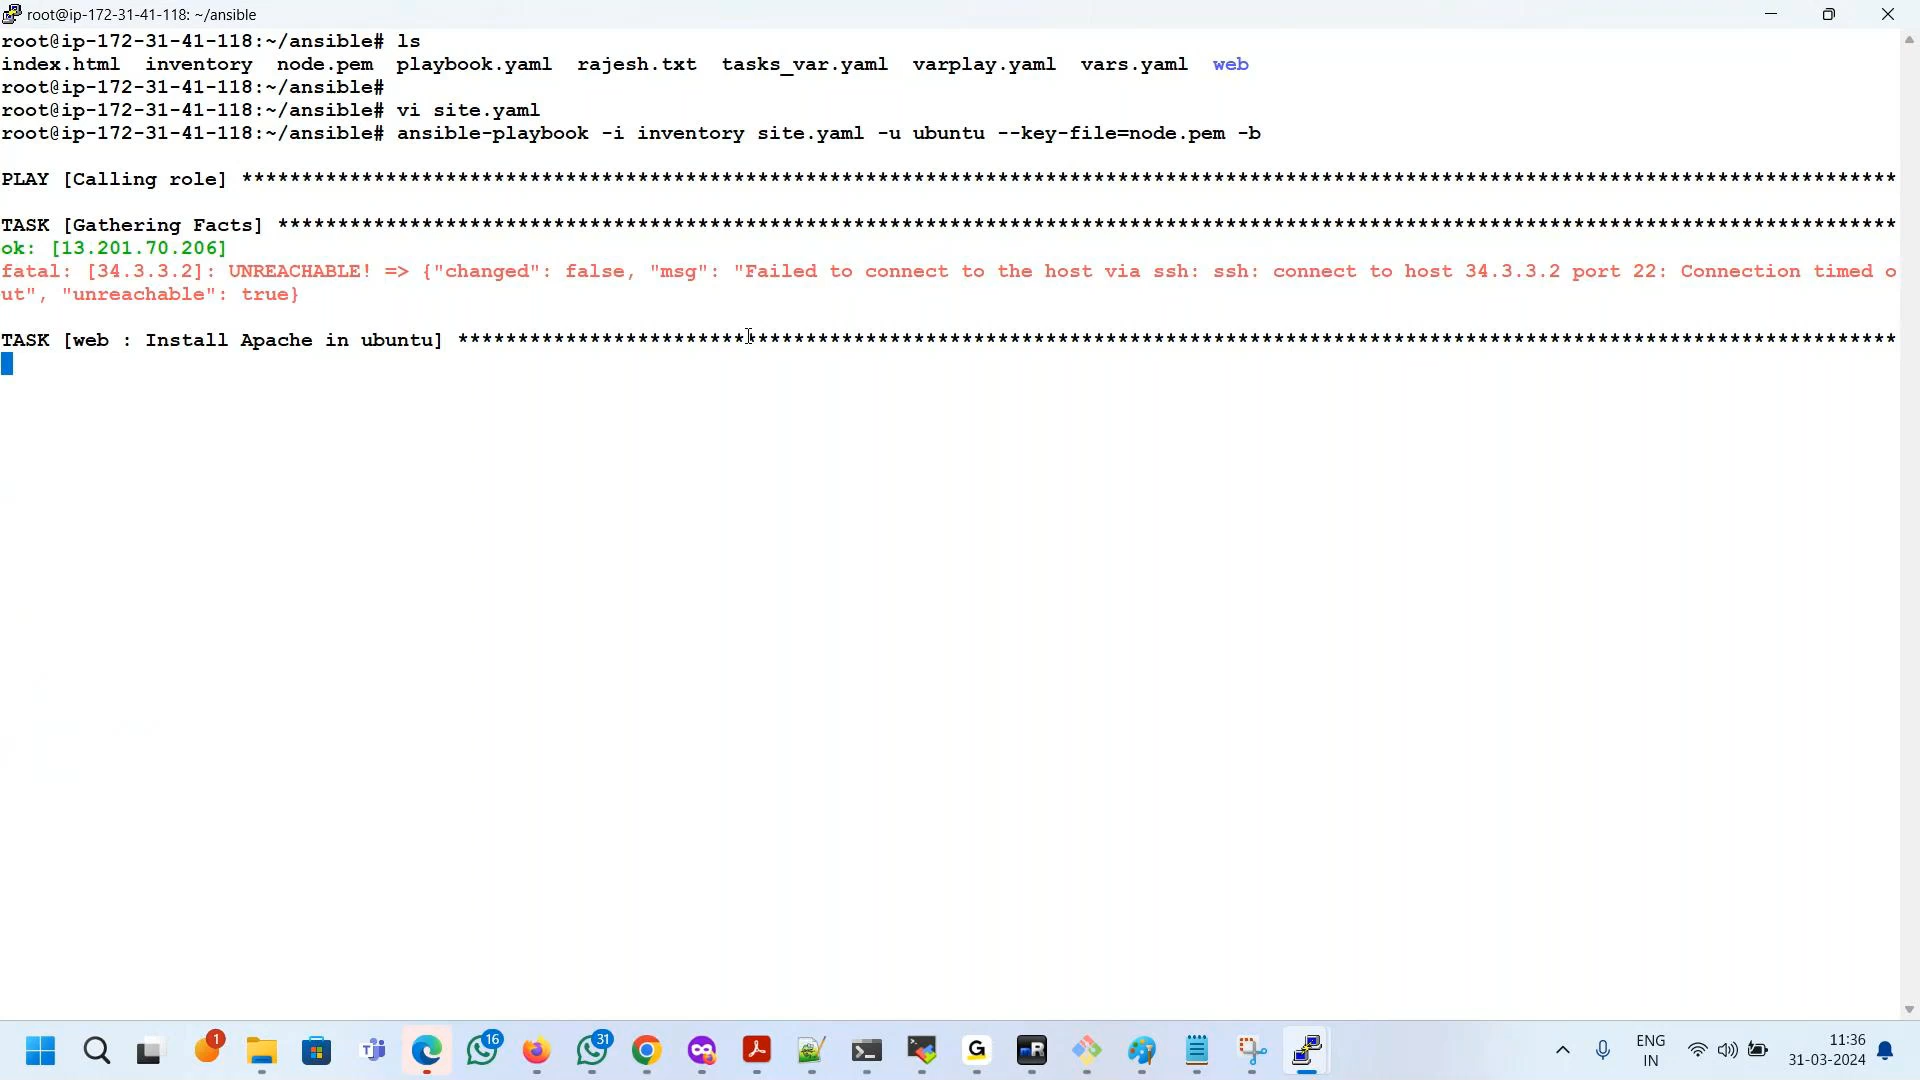 root@ip-172-31-41-118: ~/ansible
root@ip-172-31-41-118:~/ansible# ls
index.html inventory node.pem playbook.yaml rajesh.txt tasks_var.yaml varplay.yaml vars.yaml web
root@ip-172-31-41-118:~/ansible#
root@ip-172-31-41-118:~/ansible# vi site.yaml
root@ip-172-31-41-118:~/ansible# ansible-playbook -i inventory site.yaml -u ubuntu --key-file=node.pem -b
PLAY [Calling role] ******************************************************************************************************************************************
TASK [Gathering Facts] ***************************************************************************************************************************************
ok: [13.201.70.206]
fatal: [34.3.3.2]: UNREACHABLE! => {"changed": false, "msg": "Failed to connect to the host via ssh: ssh: connect to host 34.3.3.2 port 22: Connection timed o
ut", "unreachable": true}
TASK [web : Install Apache in ubuntu] ************************************************************************************************************************
1
16
31
G
R
ENG
IN
11:36
31-03-2024